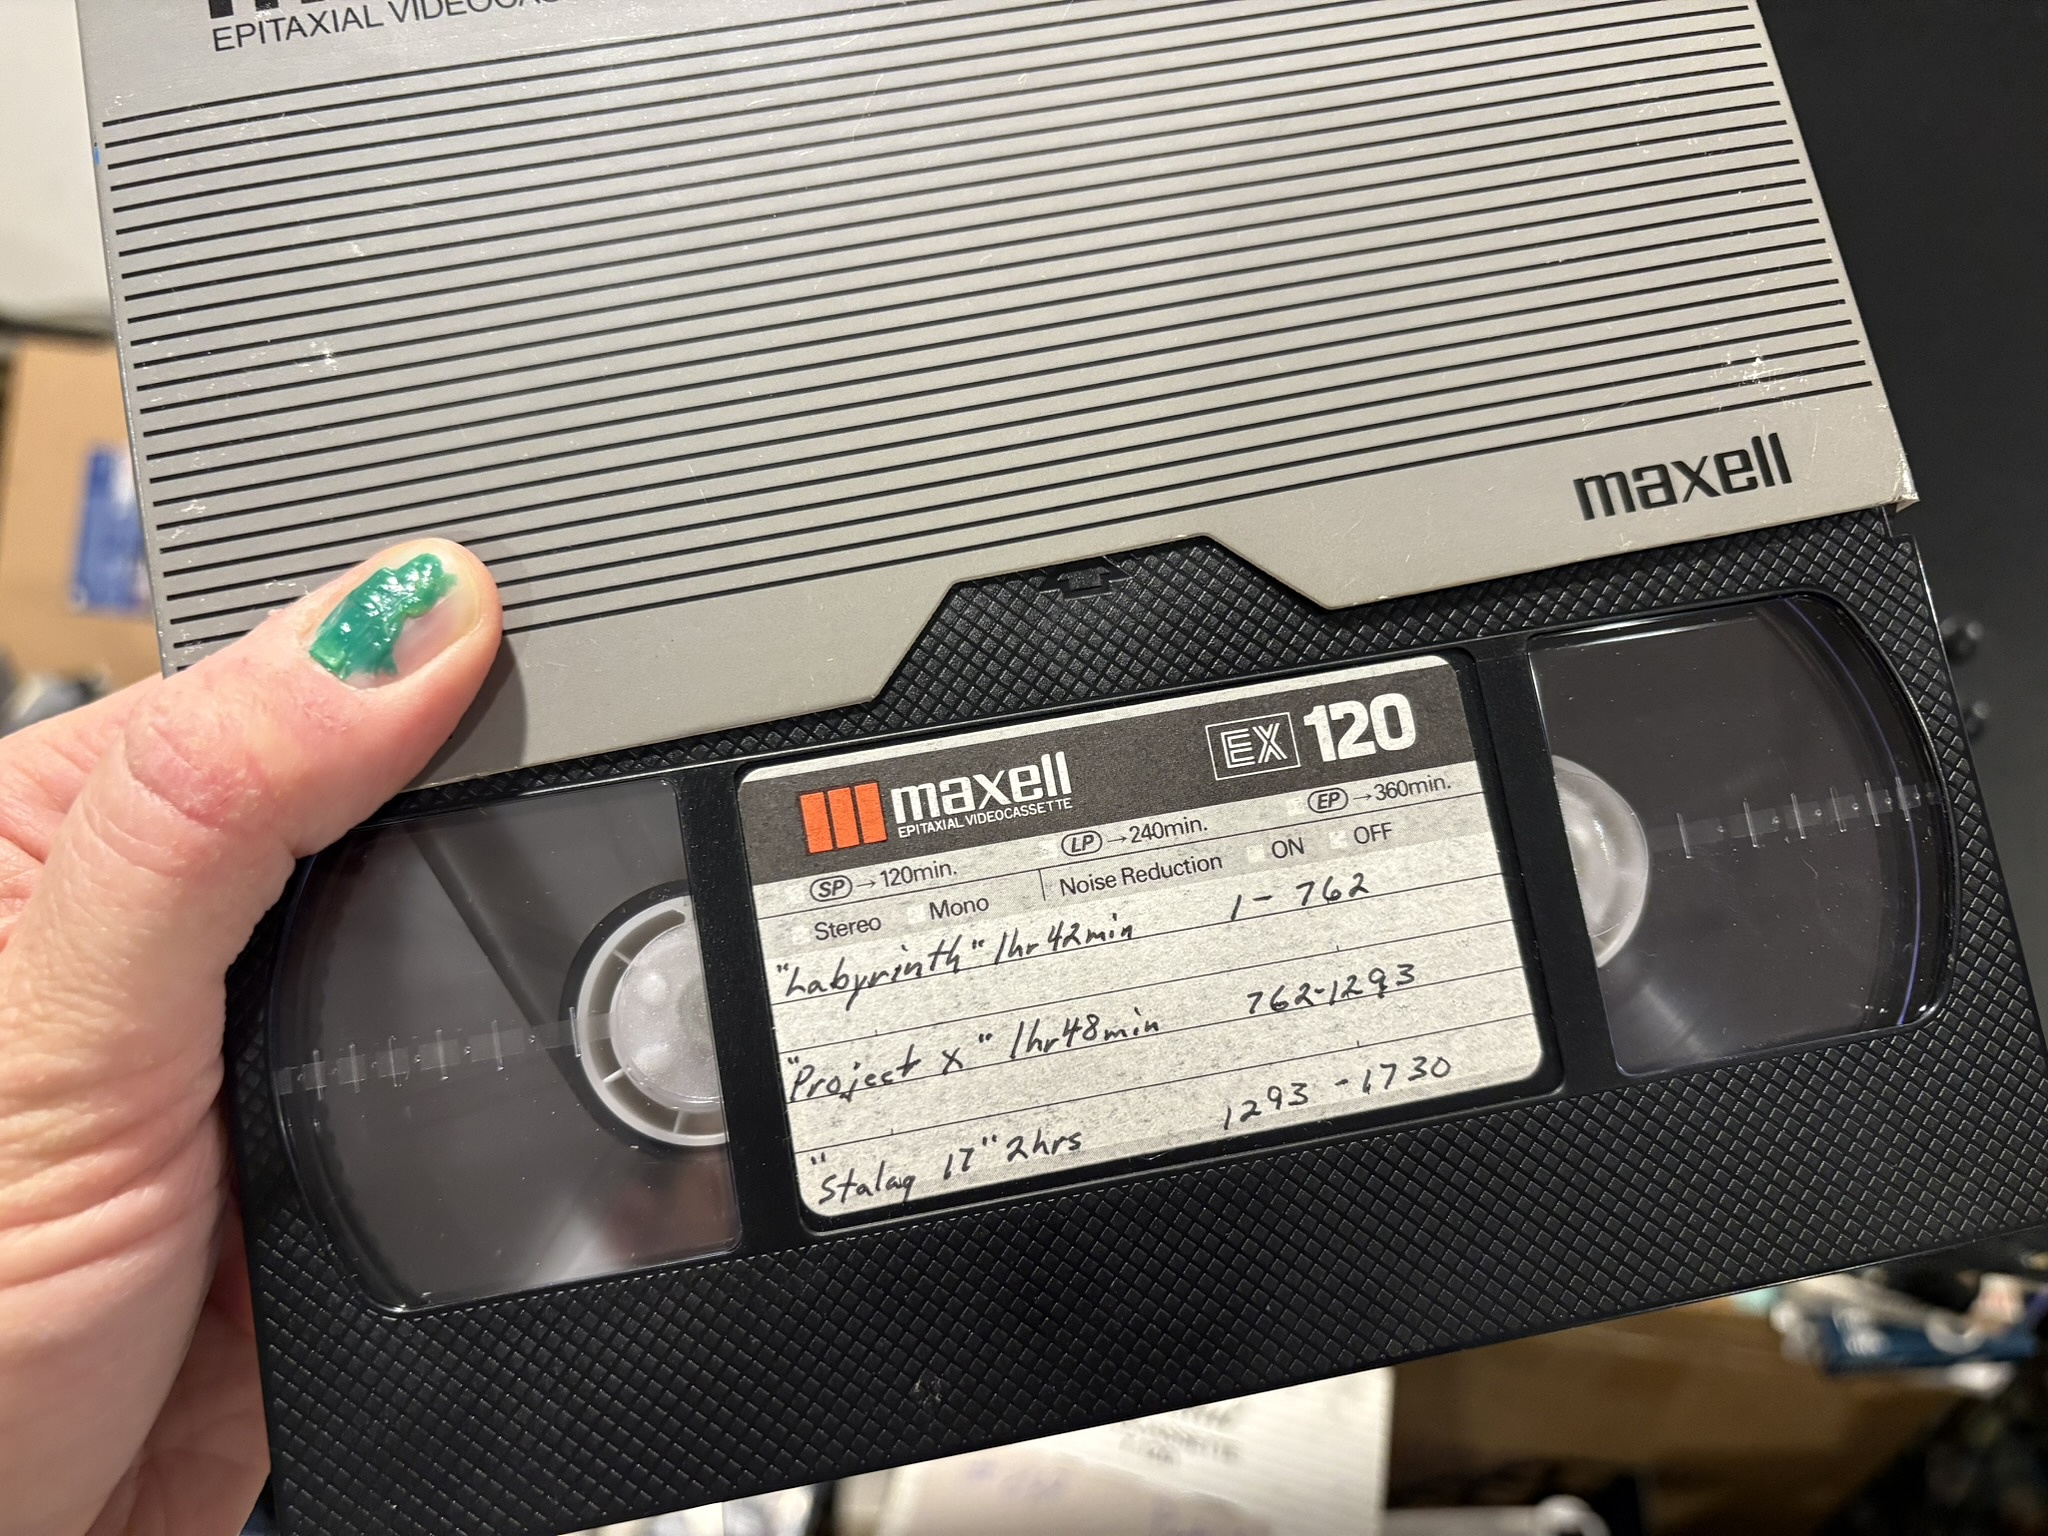 EPITAXIAL
maxell
maxell EX 120
EPITAXIAL VIDEOCASSETTE
SP → 120min. LP → 240min. EP → 360min.
Stereo Mono Noise Reduction ON OFF
"Labyrinth" 1hr 42min 1 - 762
"Project X" 1hr 48min 762-1293
"Stalag 17" 2hrs 1293 - 1730